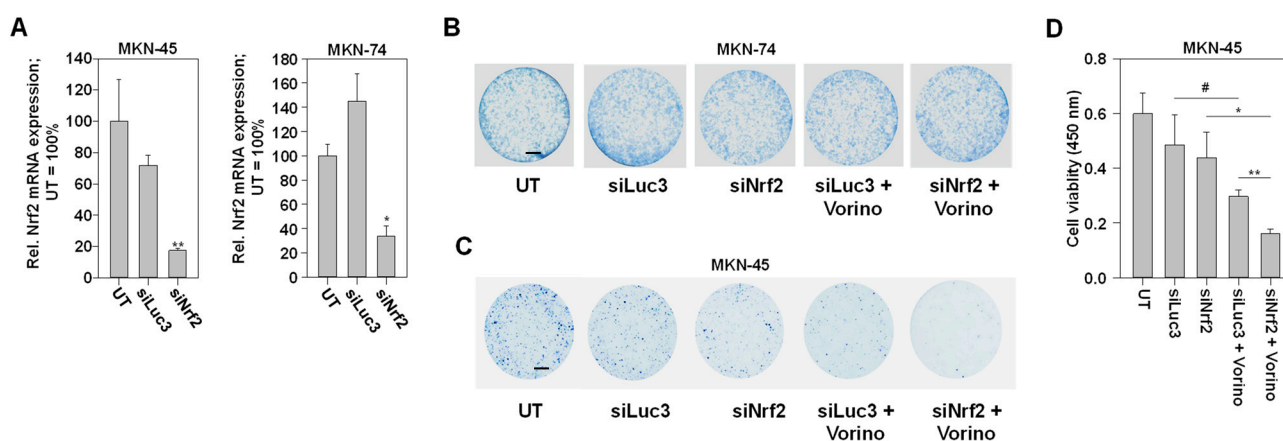 A
MKN-45
Rel. Nrf2 mRNA expression;
UT = 100%
140
120
100
80
60
40
20
0
**
UT
siLuc3
siNrf2
MKN-74
Rel. Nrf2 mRNA expression;
UT = 100%
180
160
140
120
100
80
60
40
20
0
*
UT
siLuc3
siNrf2
B
MKN-74
UT
siLuc3
siNrf2
siLuc3 +
Vorino
siNrf2 +
Vorino
C
MKN-45
UT
siLuc3
siNrf2
siLuc3 +
Vorino
siNrf2 +
Vorino
D
MKN-45
Cell viablity (450 nm)
0.8
0.6
0.4
0.2
0.0
#
*
**
UT
siLuc3
siNrf2
siLuc3 + Vorino
siNrf2 + Vorino